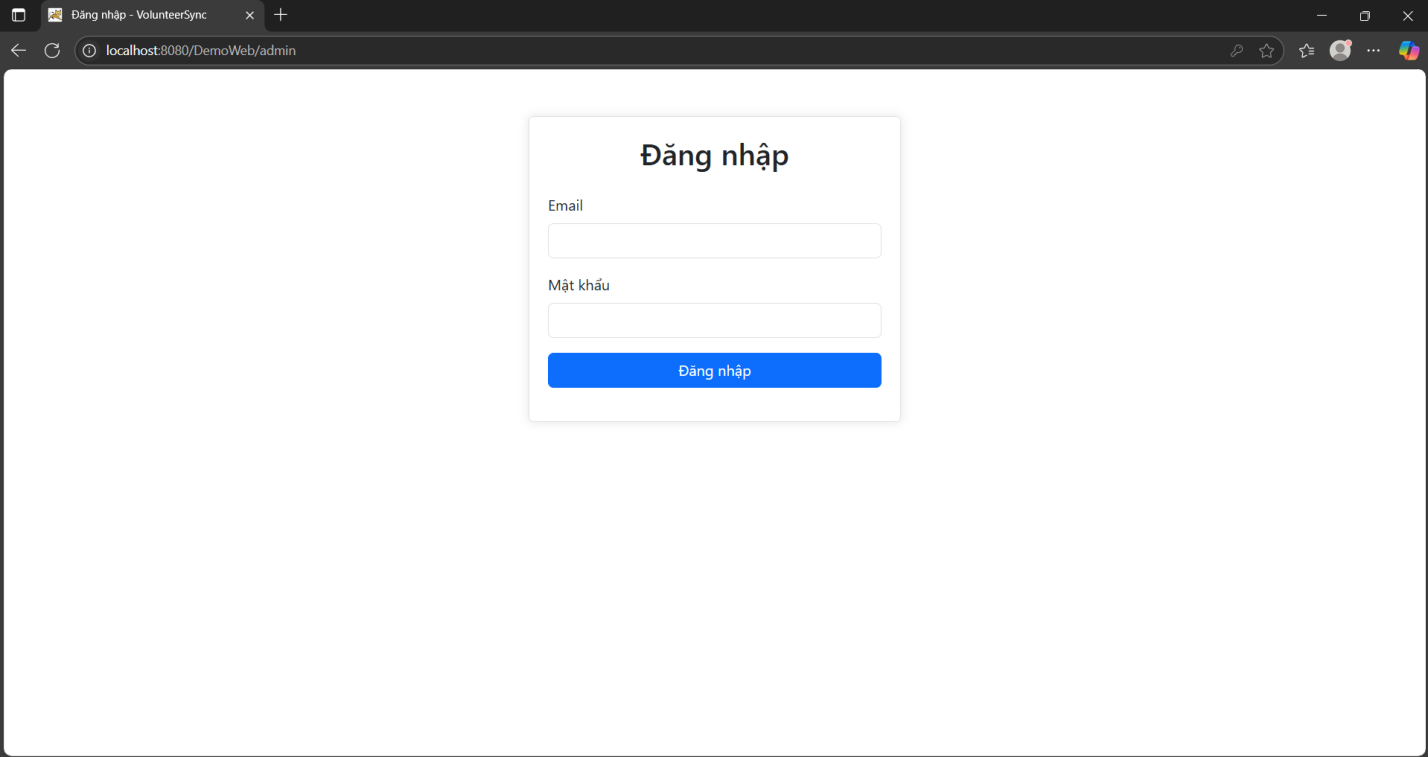 Đăng nhập - VolunteerSync
localhost:8080/DemoWeb/admin
Đăng nhập
Email
Mật khẩu
Đăng nhập